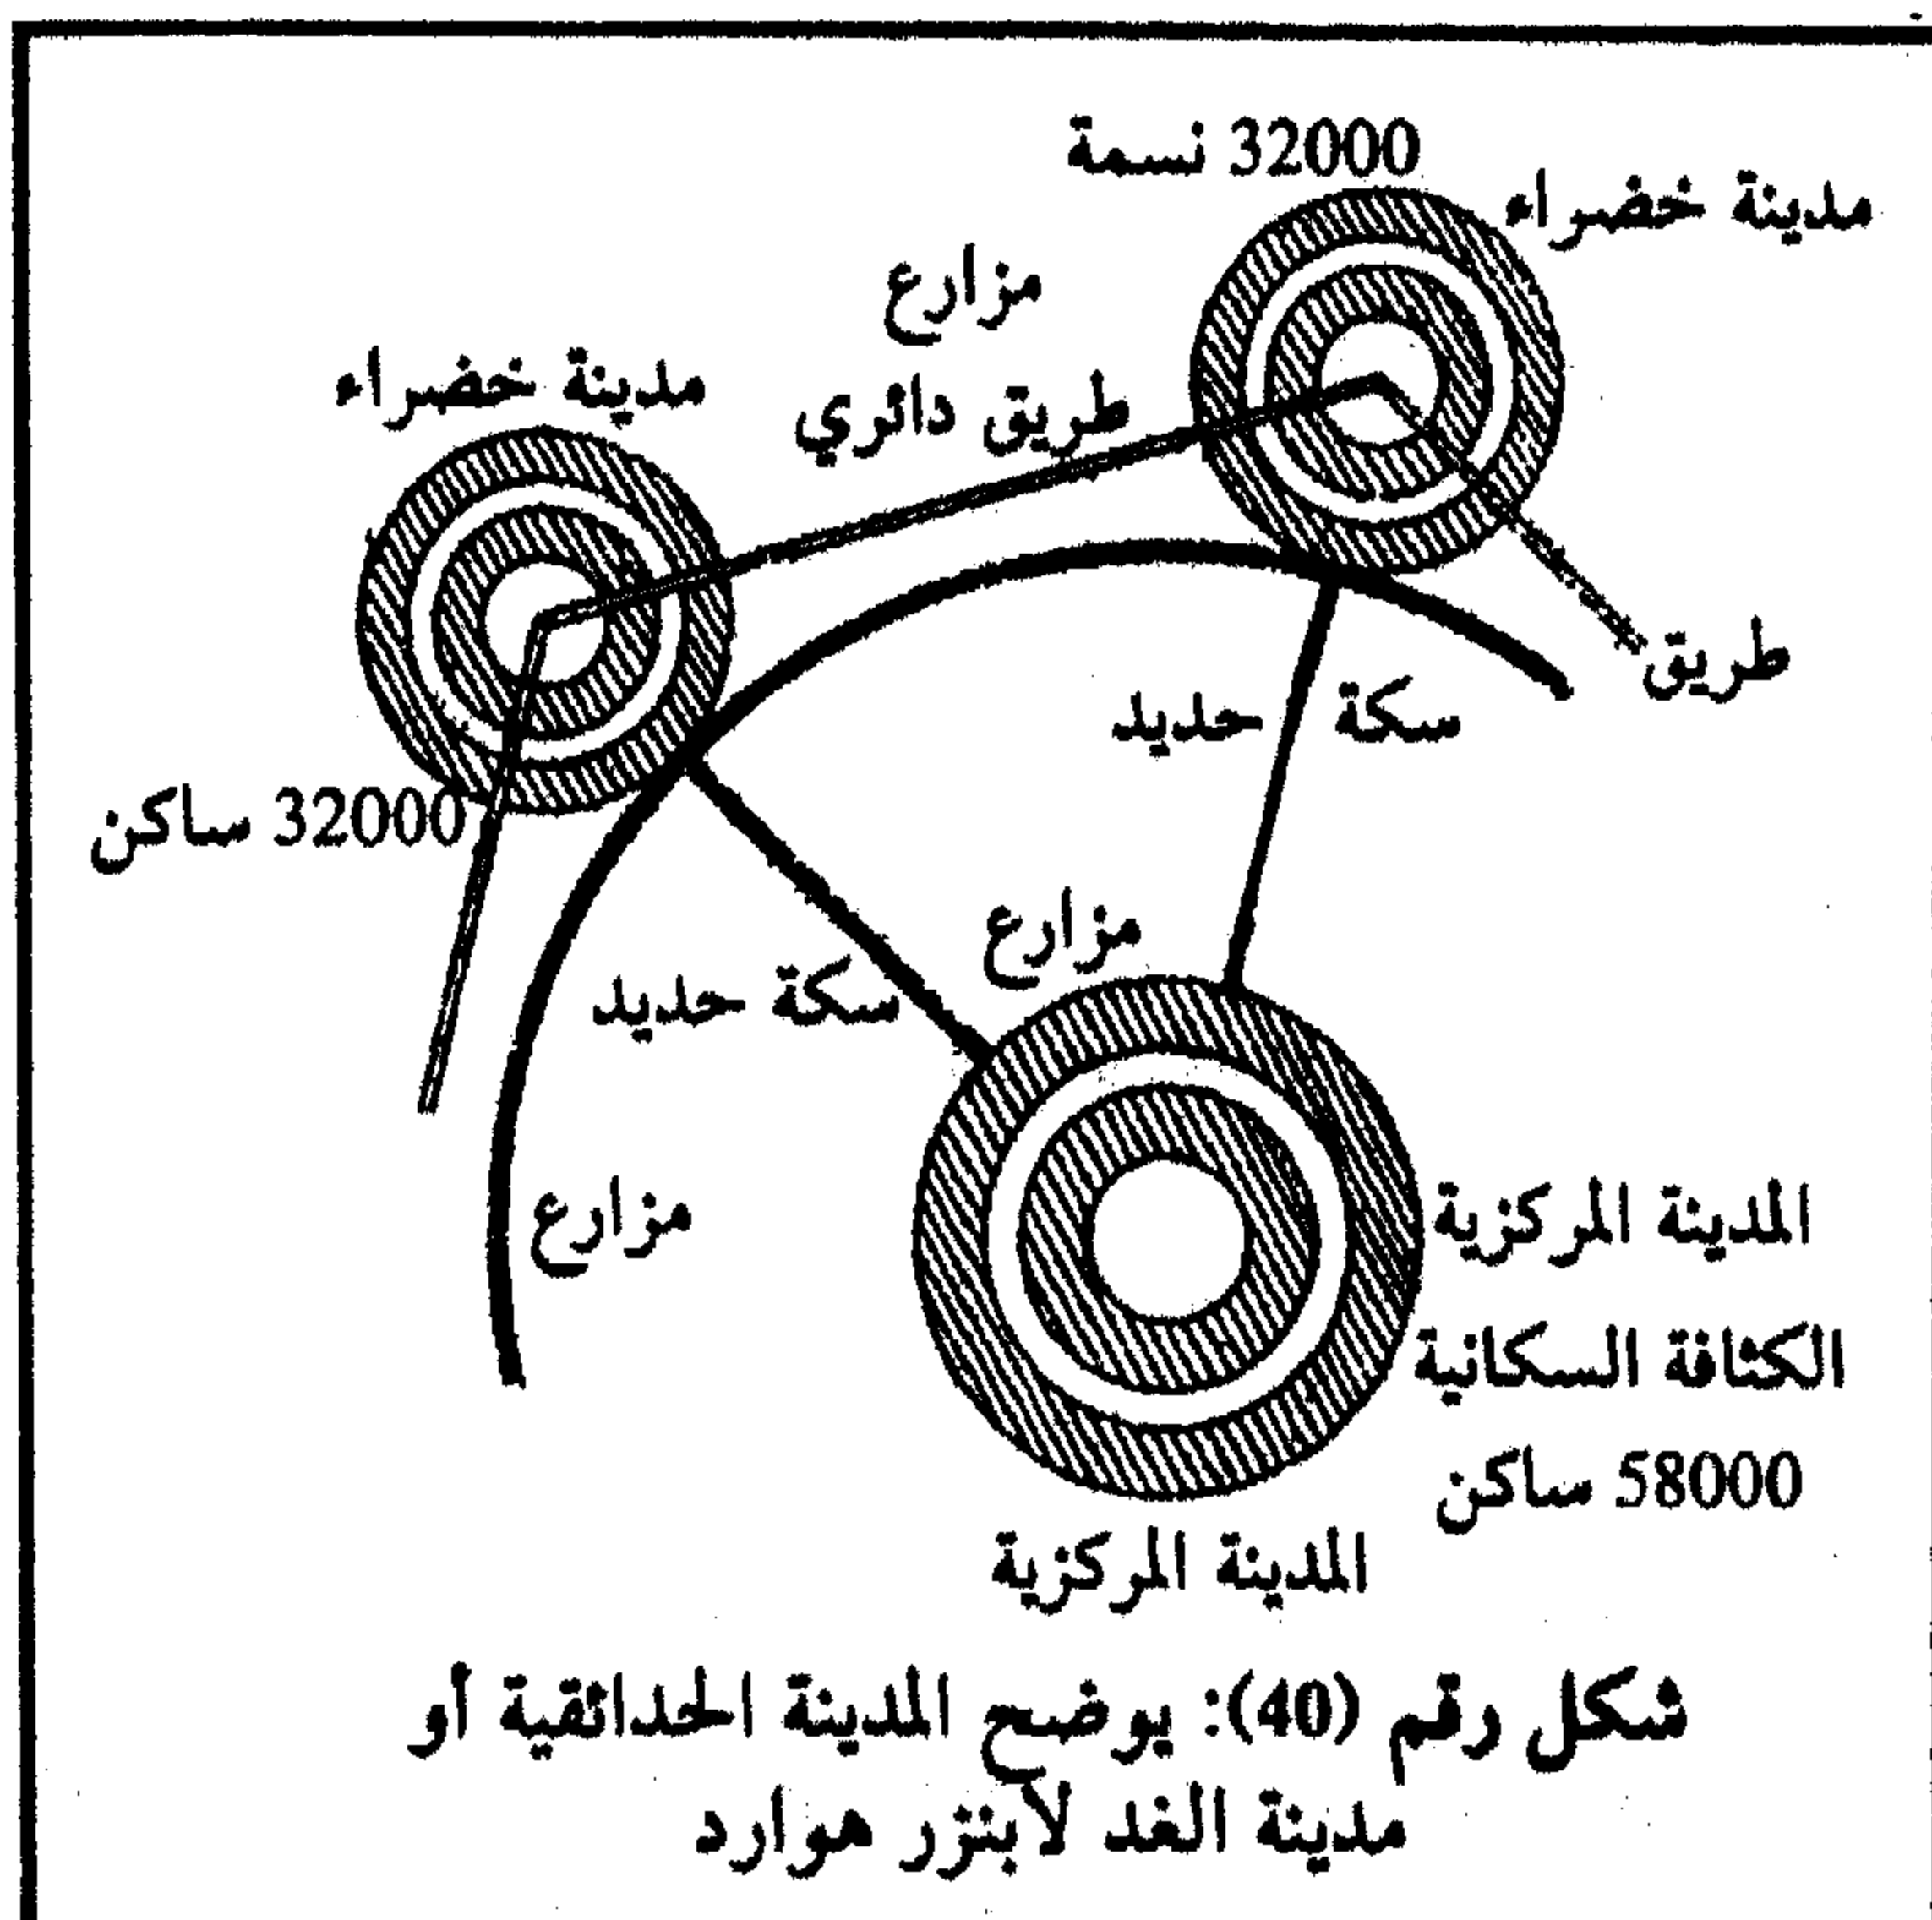 32000 نسمة
مدينة خضراء
مزارع
مدينة خضراء
طريق دائري
طريق
سكة حديد
32000 ساكن
مزارع
سكة حديد
مزارع
المدينة المركزية
الكثافة السكانية
58000 ساكن
المدينة المركزية
شكل رقم (40): يوضح المدينة الحدائقية أو
مدينة الغد لابنزر هوارد